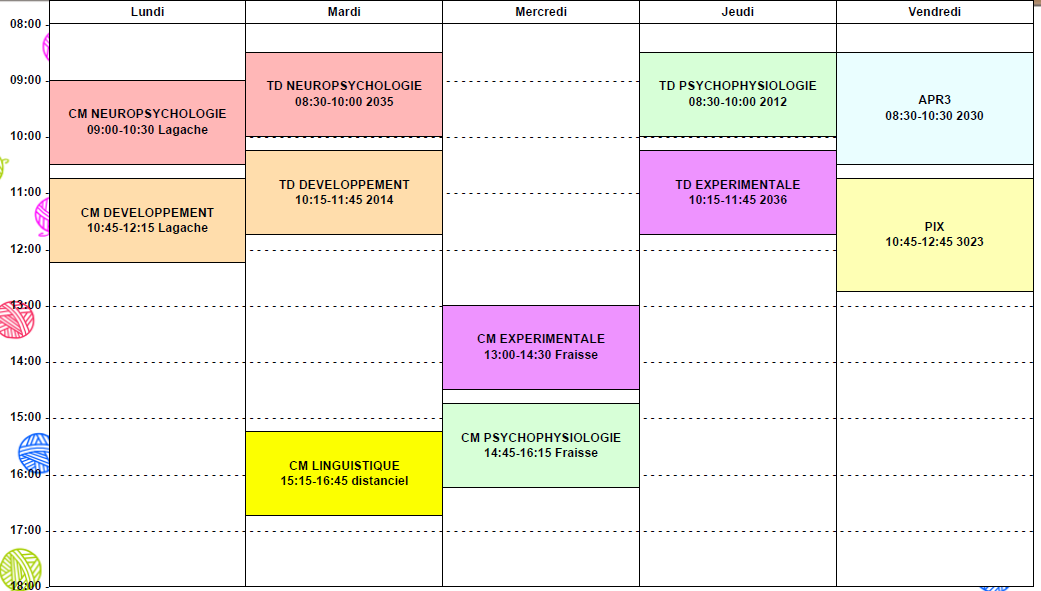 Lundi
Mardi
Mercredi
Jeudi
Vendredi
08:00
09:00
10:00
11:00
12:00
13:00
14:00
15:00
16:00
17:00
18:00
CM NEUROPSYCHOLOGIE
09:00-10:30 Lagache
CM DEVELOPPEMENT
10:45-12:15 Lagache
TD NEUROPSYCHOLOGIE
08:30-10:00 2035
TD DEVELOPPEMENT
10:15-11:45 2014
CM LINGUISTIQUE
15:15-16:45 distanciel
CM EXPERIMENTALE
13:00-14:30 Fraisse
CM PSYCHOPHYSIOLOGIE
14:45-16:15 Fraisse
TD PSYCHOPHYSIOLOGIE
08:30-10:00 2012
TD EXPERIMENTALE
10:15-11:45 2036
APR3
08:30-10:30 2030
PIX
10:45-12:45 3023